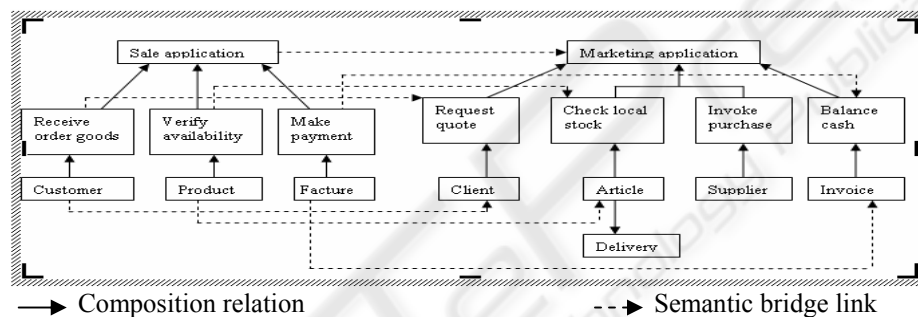 Sale application
Marketing application
Receive
order goods
Verify
availability
Make
payment
Request
quote
Check local
stock
Invoke
purchase
Balance
cash
Customer
Product
Facture
Client
Article
Supplier
Invoice
Delivery
Composition relation
Semantic bridge link